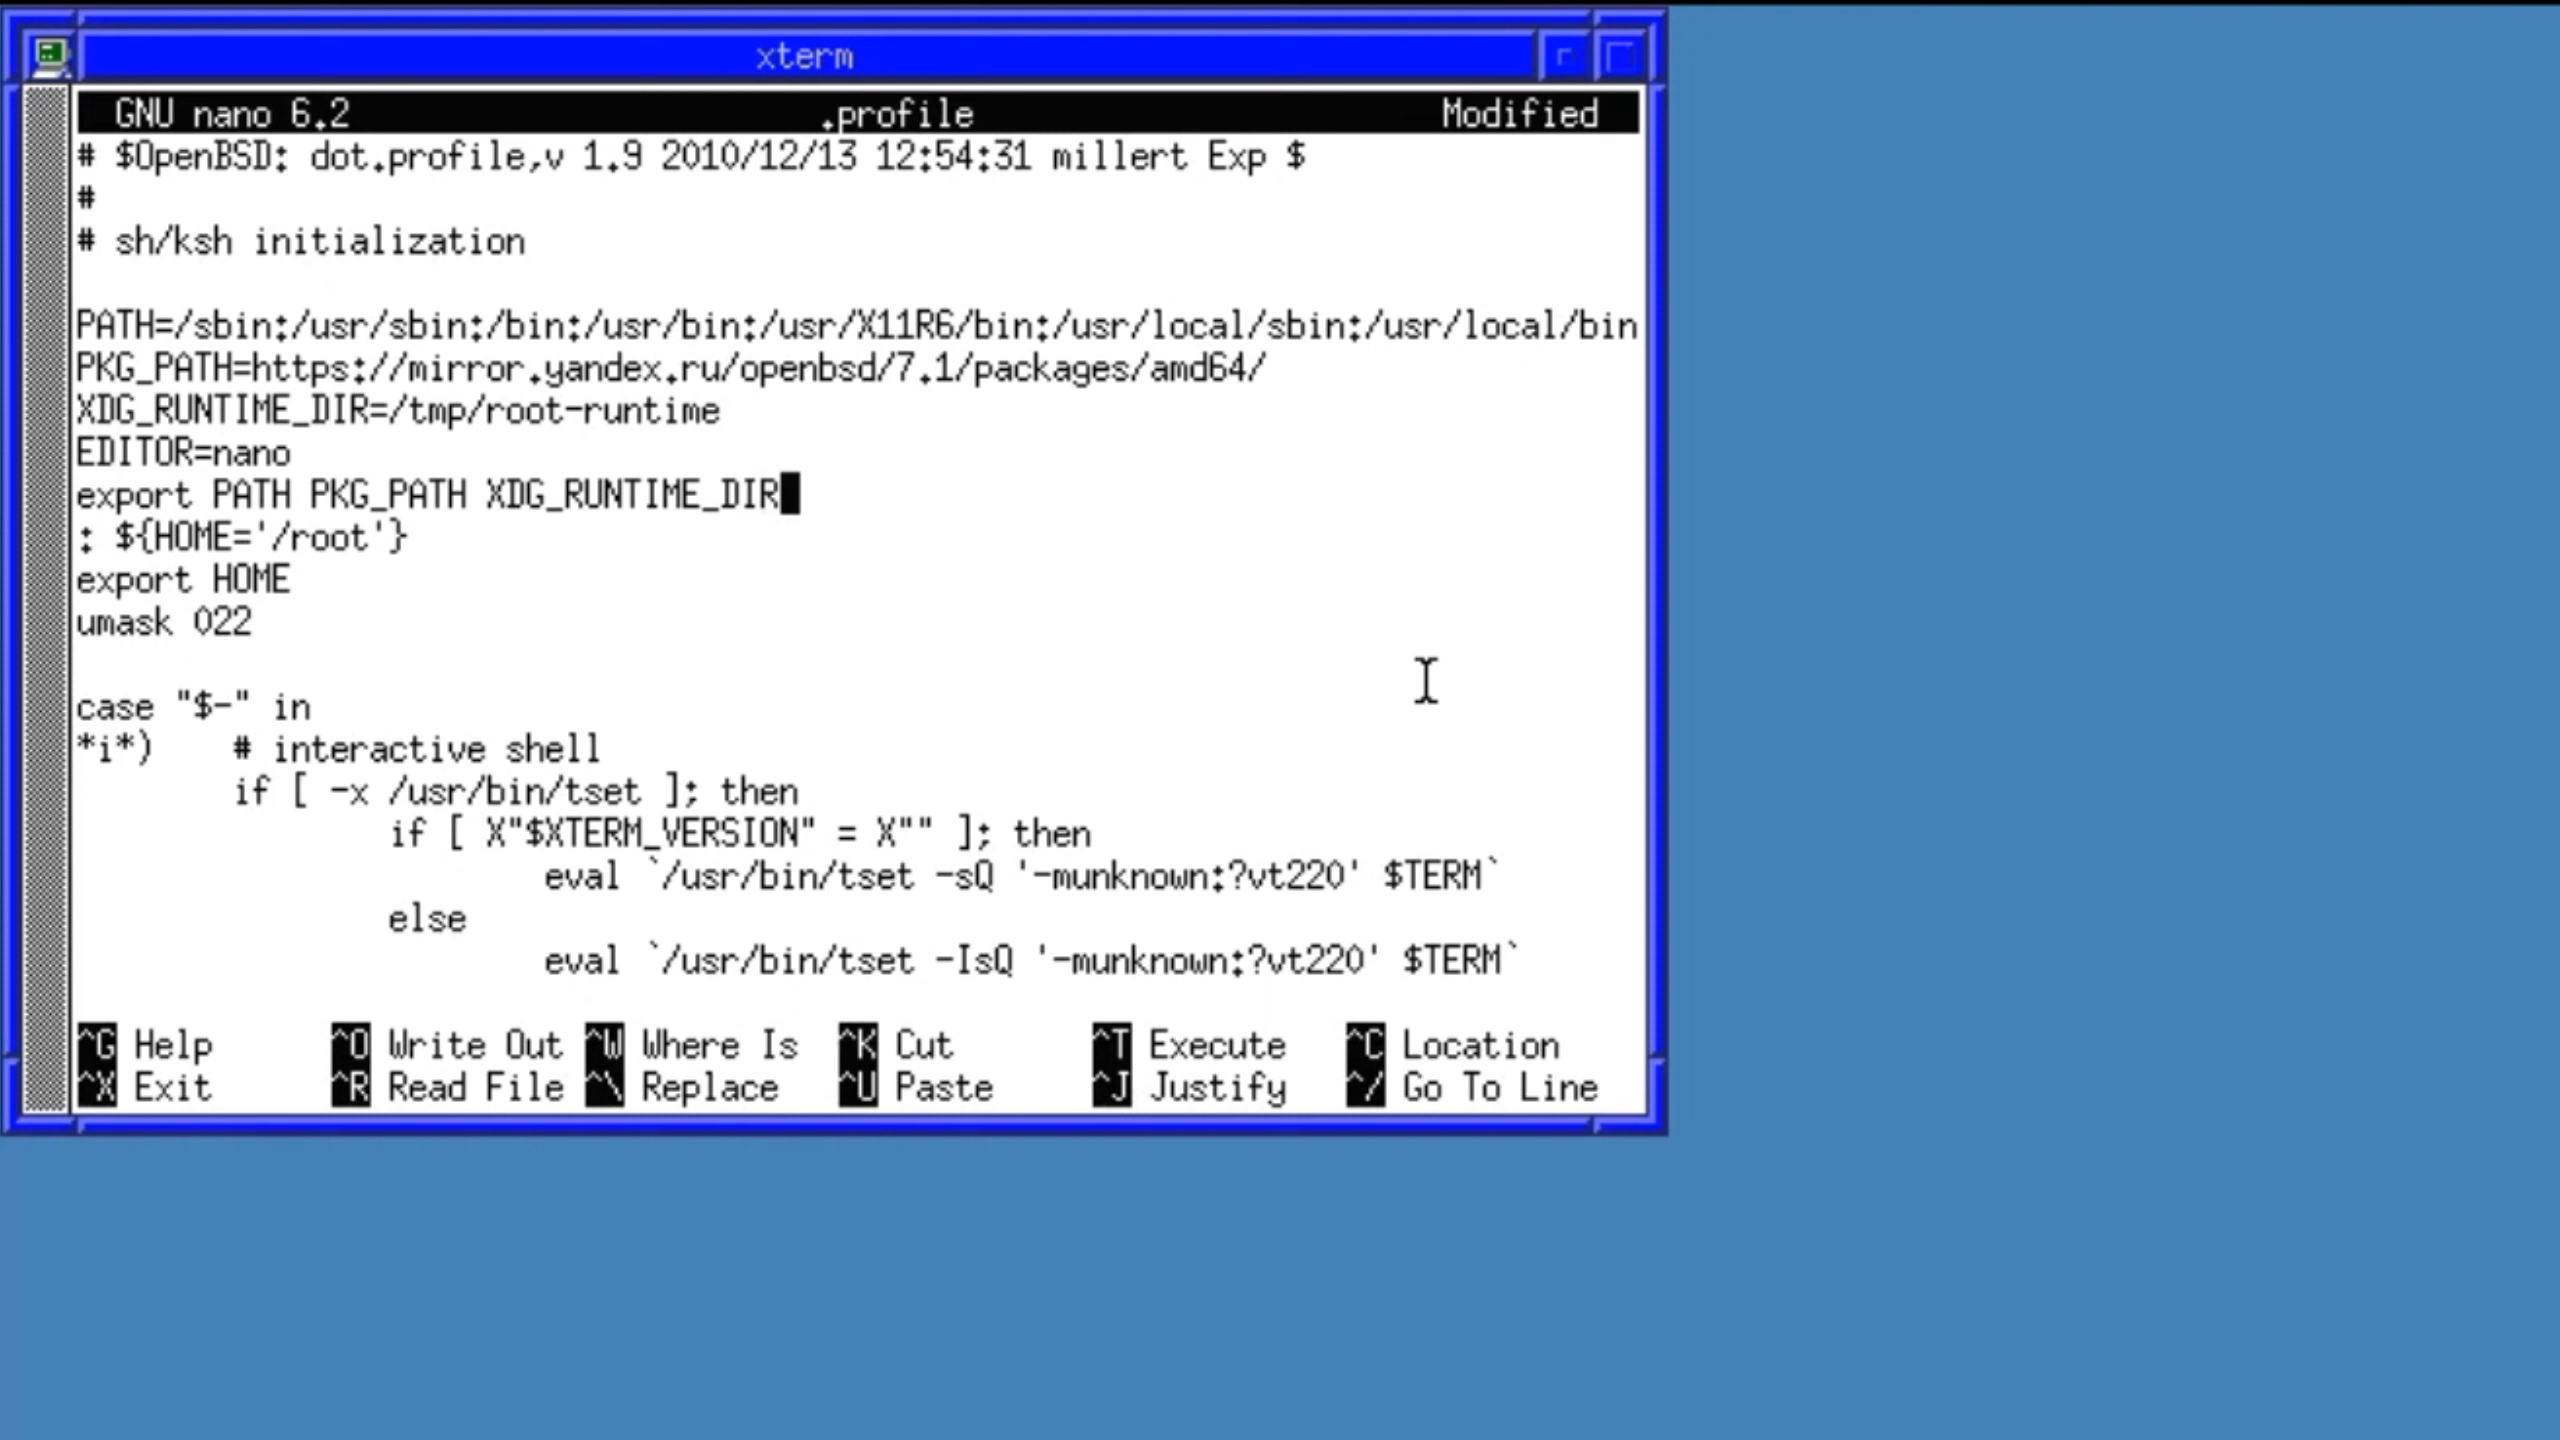 xterm
GNU nano 6.2 .profile Modified
# $OpenBSD: dot.profile,v 1.9 2010/12/13 12:54:31 millert Exp $
#
# sh/ksh initialization
PATH=/sbin:/usr/sbin:/bin:/usr/bin:/usr/X11R6/bin:/usr/local/sbin:/usr/local/bin
PKG_PATH=https://mirror.yandex.ru/openbsd/7.1/packages/amd64/
XDG_RUNTIME_DIR=/tmp/root-runtime
EDITOR=nano
export PATH PKG_PATH XDG_RUNTIME_DIR
: ${HOME='/root'}
export HOME
umask 022
case "$-" in
*i*)    # interactive shell
        if [ -x /usr/bin/tset ]; then
                if [ X"$XTERM_VERSION" = X"" ]; then
                        eval `/usr/bin/tset -sQ '-munknown:?vt220' $TERM`
                else
                        eval `/usr/bin/tset -IsQ '-munknown:?vt220' $TERM`
^G Help ^O Write Out ^W Where Is ^K Cut ^T Execute ^C Location
^X Exit ^R Read File ^\ Replace ^U Paste ^J Justify ^/ Go To Line